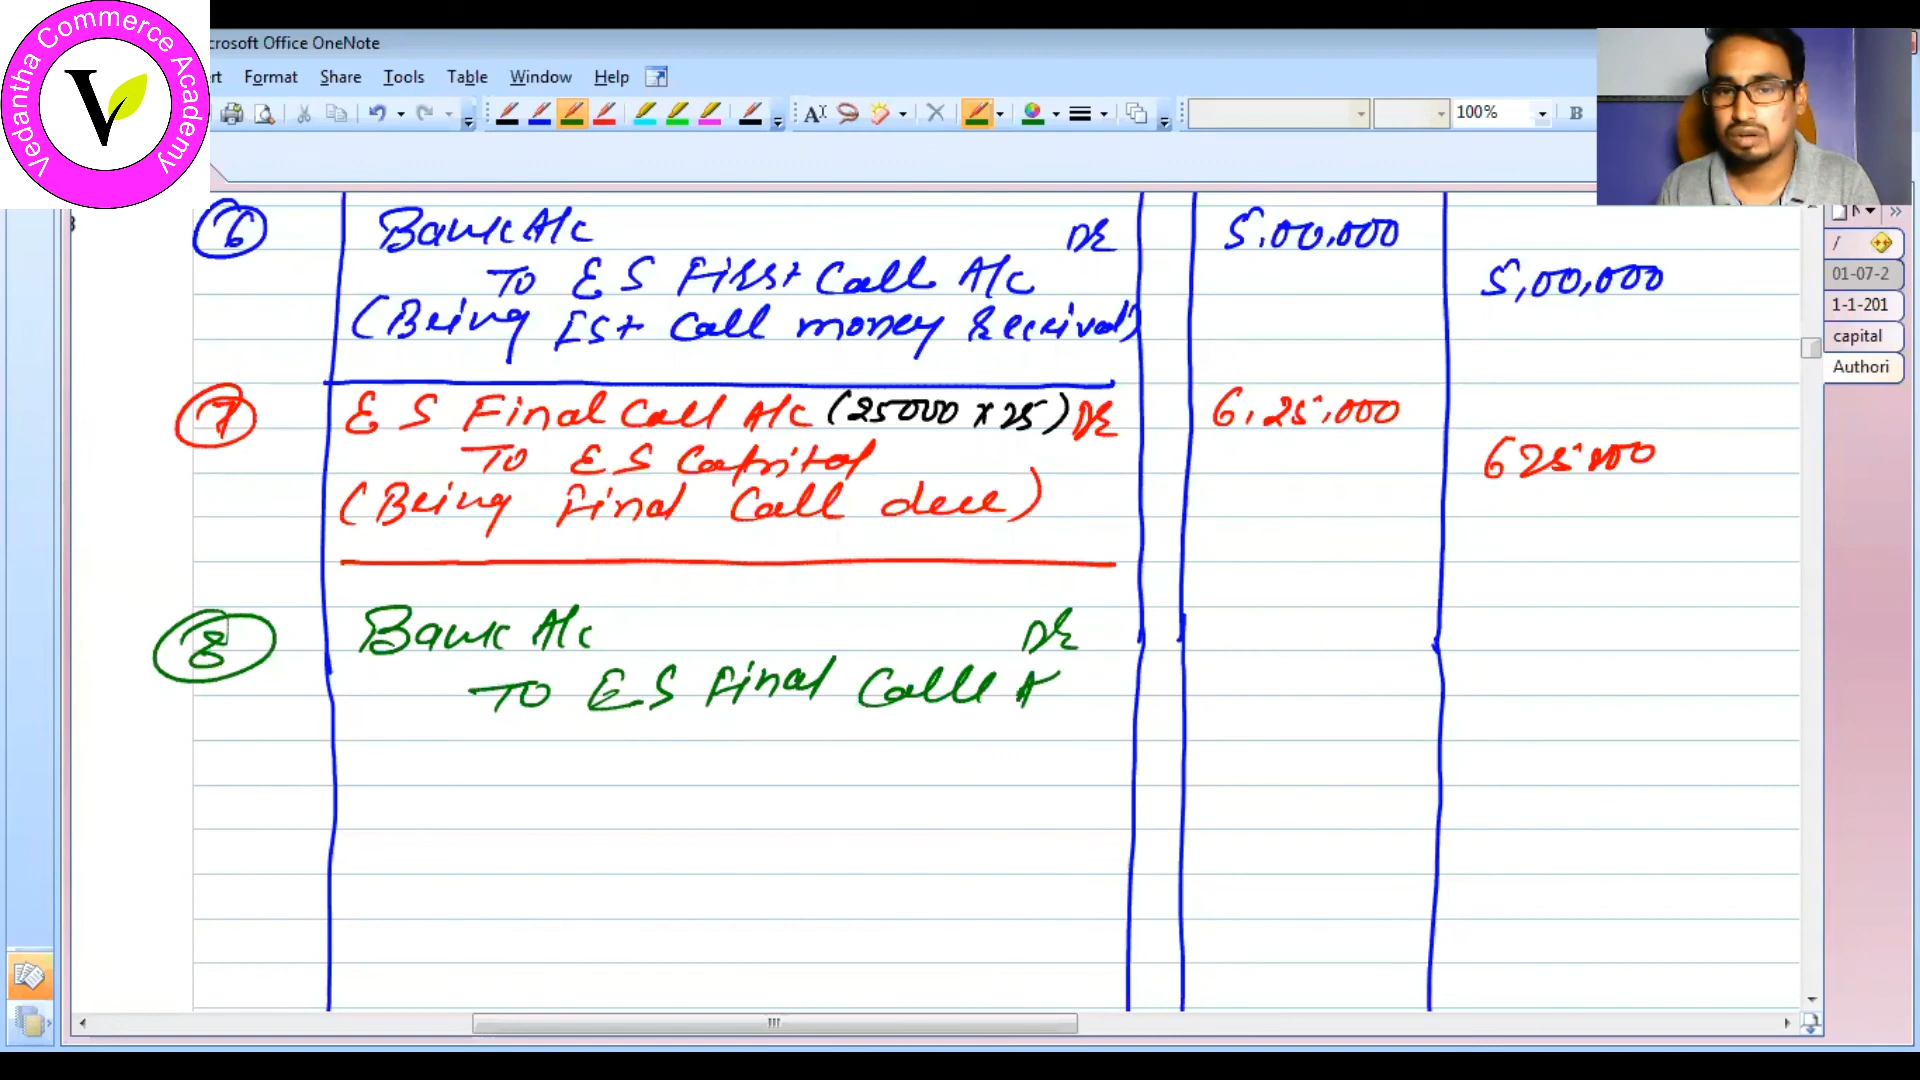 Vedantha Commerce Academy
V
crosoft Office OneNote
rt Format Share Tools Table Window Help
100% B
6 Bank A/c Dr 5,00,000
To E S First Call A/c 5,00,000
(Being Ist Call money Received)
7 E S Final Call A/c (25000 x 25) Dr 6,25,000
To E S Capital 625000
(Being Final Call due)
8 Bank A/c Dr
To E S Final Call A
01-07-2
1-1-201
capital
Authori